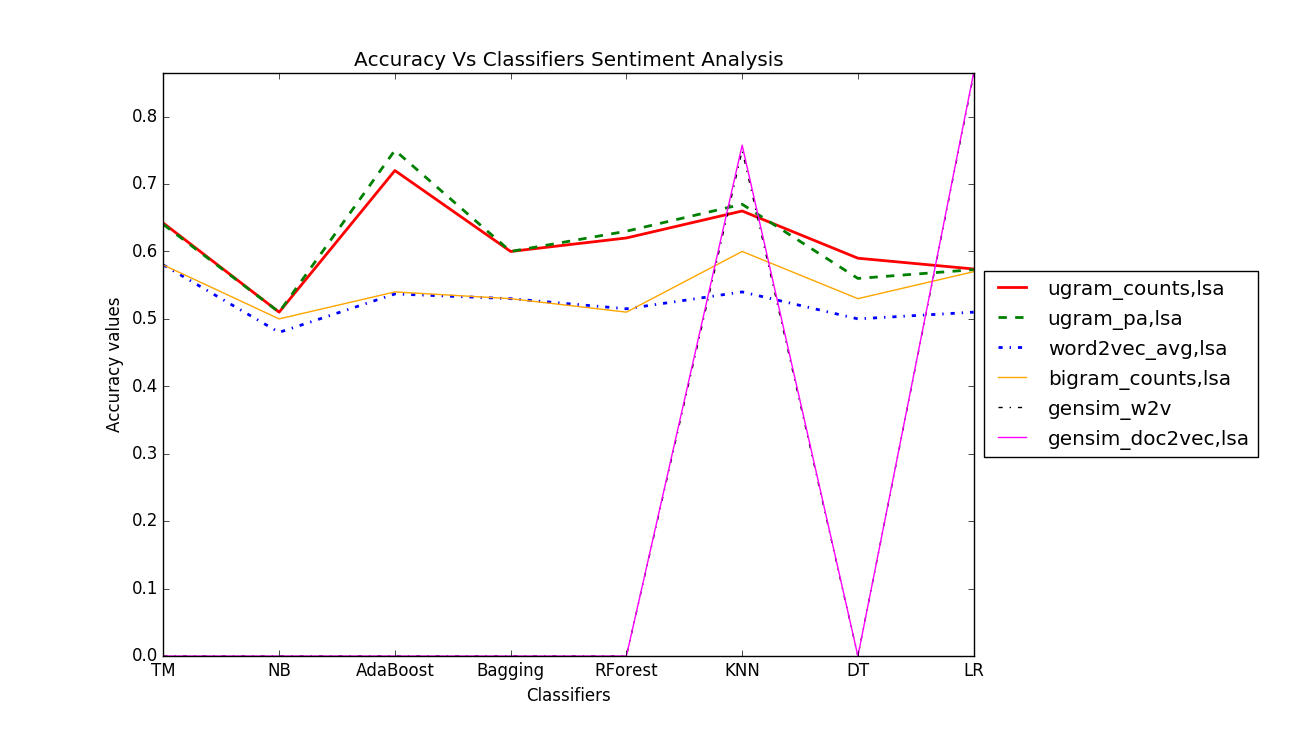 Accuracy Vs Classifiers Sentiment Analysis
0.8
0.7
0.6
0.5
0.4
0.3
0.2
0.1
0.0
Accuracy values
TM NB AdaBoost Bagging RForest KNN DT LR
Classifiers
ugram_counts,lsa
ugram_pa,lsa
word2vec_avg,lsa
bigram_counts,lsa
gensim_w2v
gensim_doc2vec,lsa